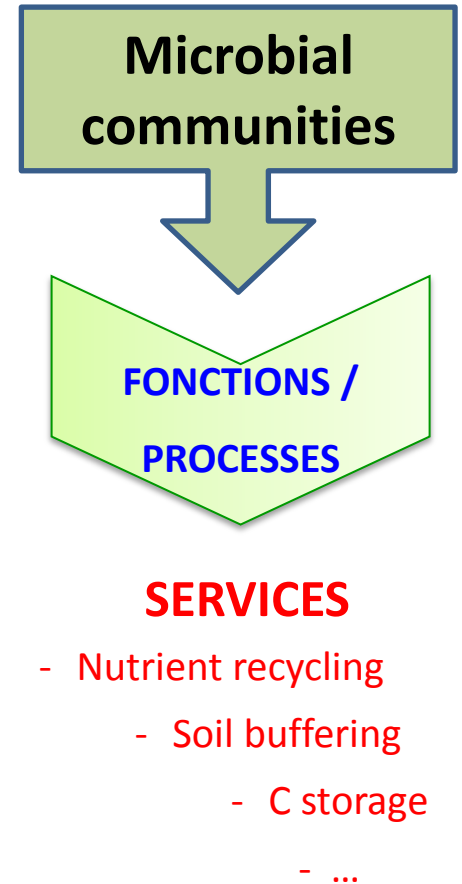 Microbial
communities
FONCTIONS /
PROCESSES
SERVICES
- Nutrient recycling
- Soil buffering
- C storage
- ...